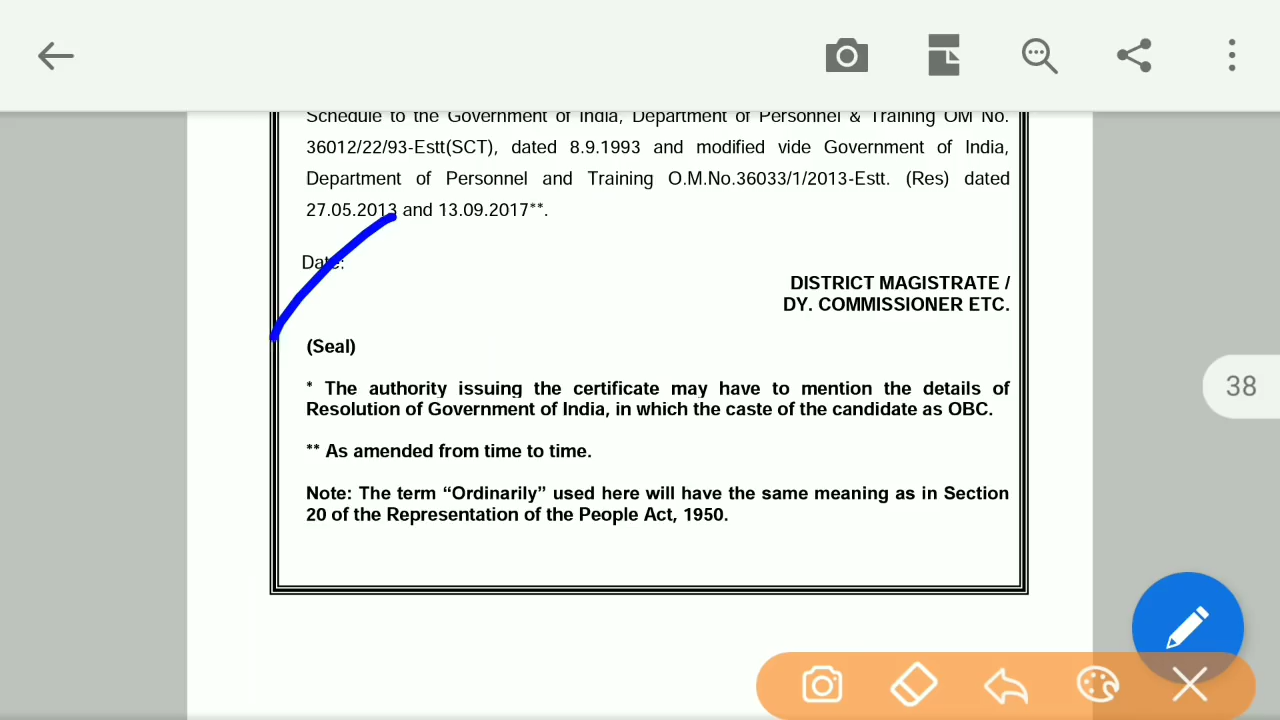 Schedule to the Government of India, Department of Personnel & Training OM No.
36012/22/93-Estt(SCT), dated 8.9.1993 and modified vide Government of India,
Department of Personnel and Training O.M.No.36033/1/2013-Estt. (Res) dated
27.05.2013 and 13.09.2017**.
Date:
DISTRICT MAGISTRATE /
DY. COMMISSIONER ETC.
(Seal)
* The authority issuing the certificate may have to mention the details of
Resolution of Government of India, in which the caste of the candidate as OBC.
** As amended from time to time.
Note: The term “Ordinarily” used here will have the same meaning as in Section
20 of the Representation of the People Act, 1950.
38